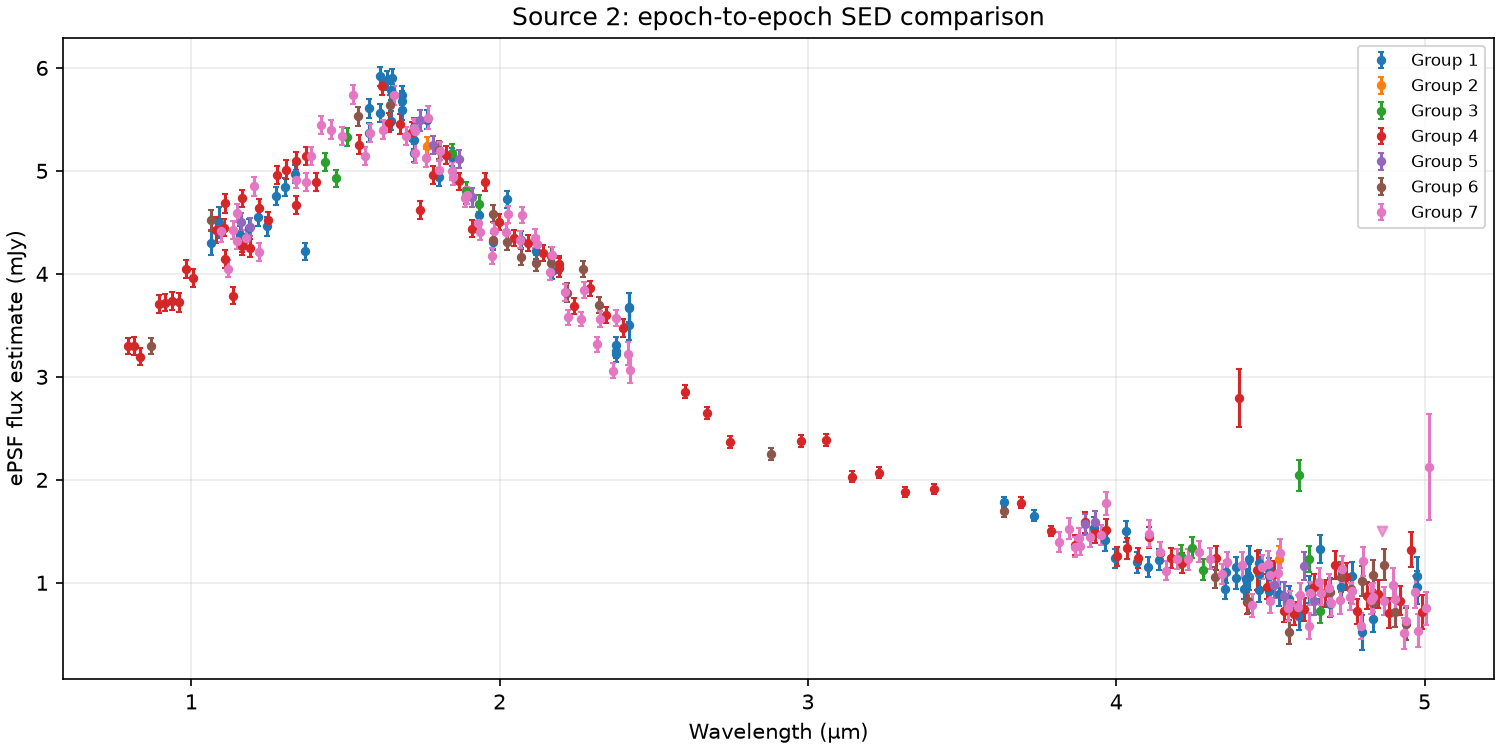 Source 2: epoch-to-epoch SED comparison
ePSF flux estimate (mJy)
6
5
4
3
2
1
Group 1
Group 2
Group 3
Group 4
Group 5
Group 6
Group 7
1 2 3 4 5
Wavelength (µm)